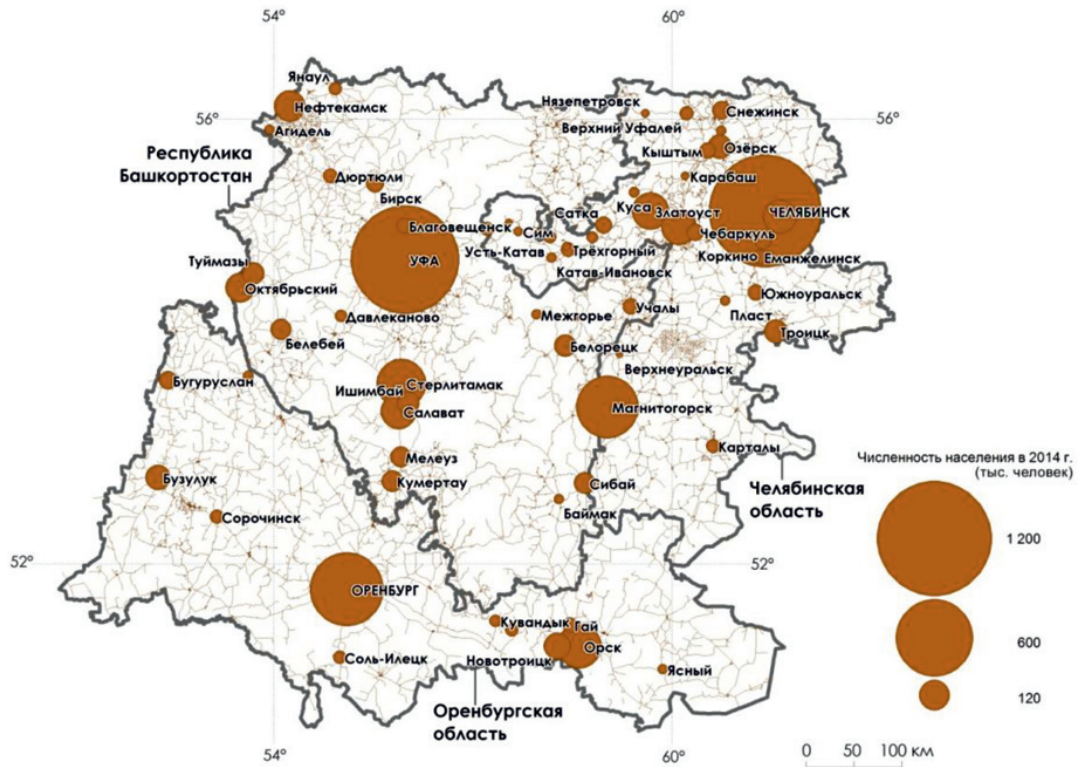 54°
60°
Янаул
Нефтекамск
Нязепетровск
Снежинск
56°
56°
Агидель
Верхний Уфалей
Республика
Башкортостан
Кыштым
Озёрск
Дюртюли
Карабаш
Бирск
Куса
Сатка
Златоуст
ЧЕЛЯБИНСК
Благовещенск
Сим
Чебаркуль
УФА
Усть-Катав
Трёхгорный
Коркино
Еманжелинск
Туймазы
Катав-Ивановск
Октябрьский
Южноуральск
Давлеканово
Межгорье
Учалы
Пласт
Белебей
Троицк
Белорецк
Верхнеуральск
Бугуруслан
Ишимбай
Стерлитамак
Салават
Магнитогорск
Карталы
Мелеуз
Численность населения в 2014 г.
(тыс. человек)
Бузулук
Кумертау
Сибай
Челябинская
область
Баймак
Сорочинск
1 200
52°
52°
ОРЕНБУРГ
Кувандык
Гай
600
Орск
Соль-Илецк
Новотроицк
Ясный
120
Оренбургская
область
54°
60°
0 50 100 км